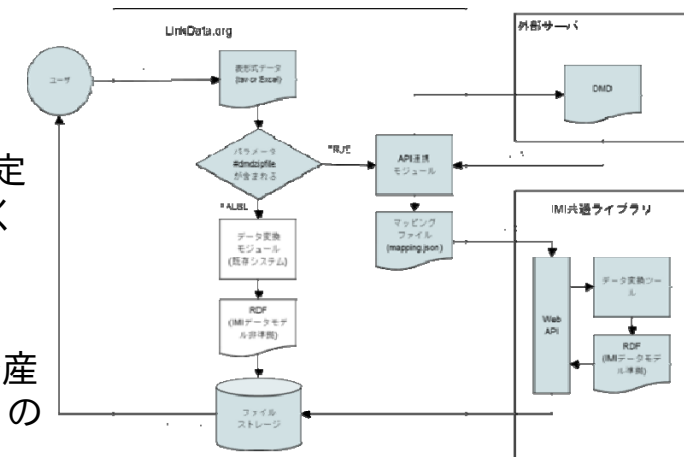 LinkData.org
外部サーバ
ユーザ
表形式データ
(tsv or Excel)
DMD
パラメータ
#dmdzipfile
が含まれる
TRUE
API連携
モジュール
定
く
FALSE
マッピング
ファイル
(mapping.json)
IMI共通ライブラリ
データ変換
モジュール
(既存システム)
Web
API
データ変換ツー
ル
RDF
(IMIデータモデ
ル非準拠)
RDF
(IMIデータモデ
ル準拠)
産
の
ファイル
ストレージ